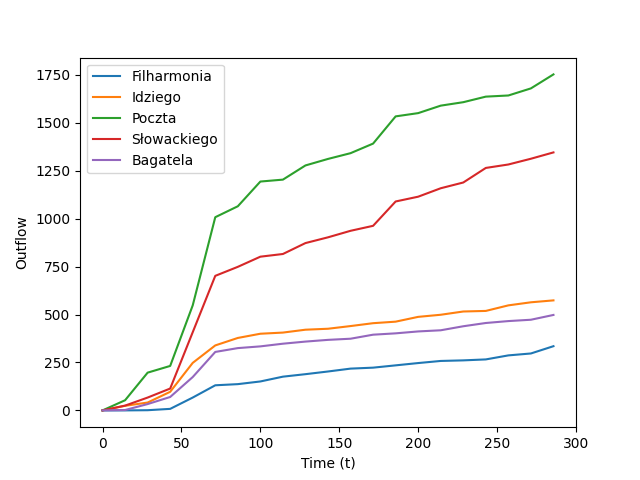 1750
1500
1250
1000
750
500
250
0
Outflow
Filharmonia
Idziego
Poczta
Słowackiego
Bagatela
0 50 100 150 200 250 300
Time (t)